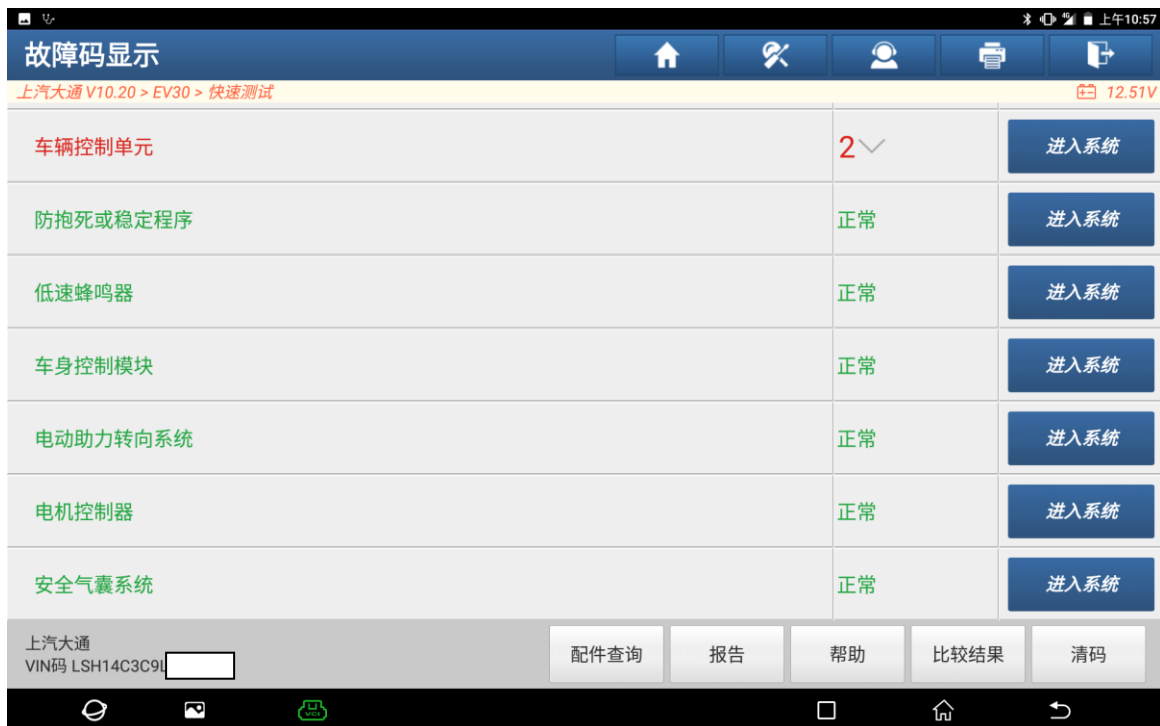 上午10:57
故障码显示
上汽大通 V10.20 > EV30 > 快速测试 12.51V
车辆控制单元 2 进入系统
防抱死或稳定程序 正常 进入系统
低速蜂鸣器 正常 进入系统
车身控制模块 正常 进入系统
电动助力转向系统 正常 进入系统
电机控制器 正常 进入系统
安全气囊系统 正常 进入系统
上汽大通
VIN码 LSH14C3C9L
配件查询 报告 帮助 比较结果 清码
VCI